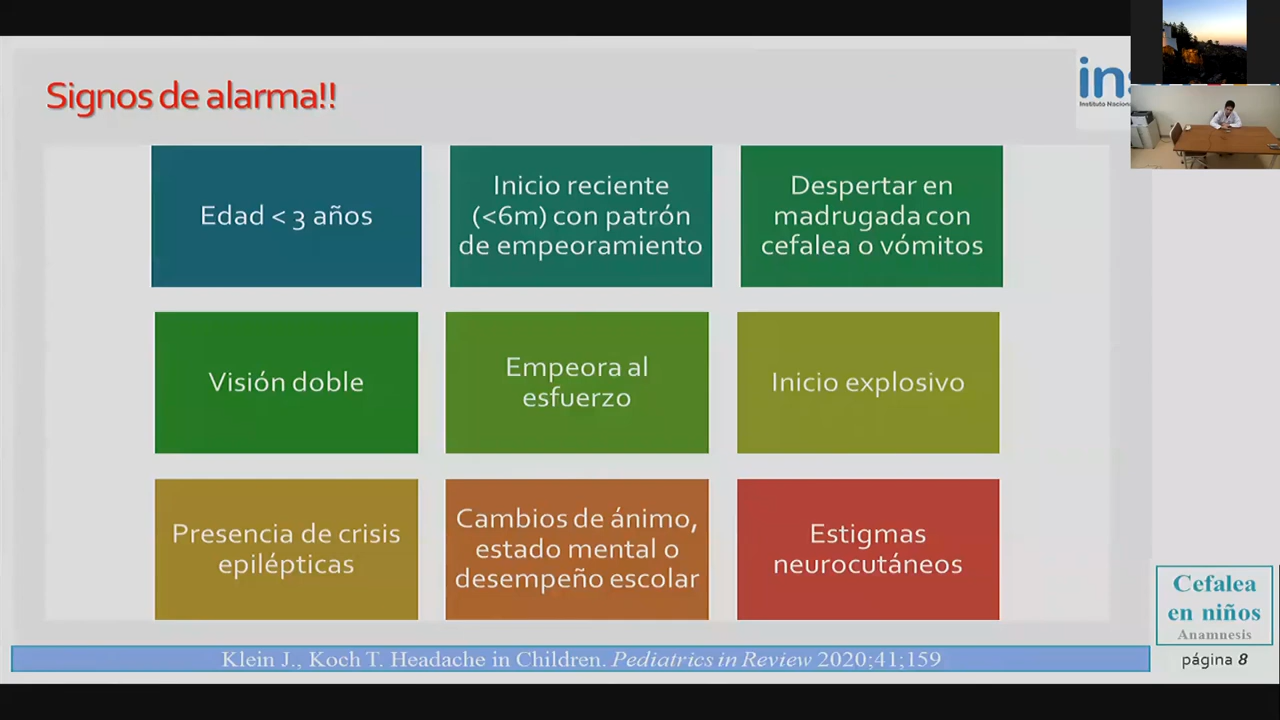 Signos de alarma!!
Instituto Nacional
Edad < 3 años
Inicio reciente
(<6m) con patrón
de empeoramiento
Despertar en
madrugada con
cefalea o vómitos
Visión doble
Empeora al
esfuerzo
Inicio explosivo
Presencia de crisis
epilépticas
Cambios de ánimo,
estado mental o
desempeño escolar
Estigmas
neurocutáneos
Cefalea
en niños
Anamnesis
página 8
Klein J., Koch T. Headache in Children. Pediatrics in Review 2020;41;159